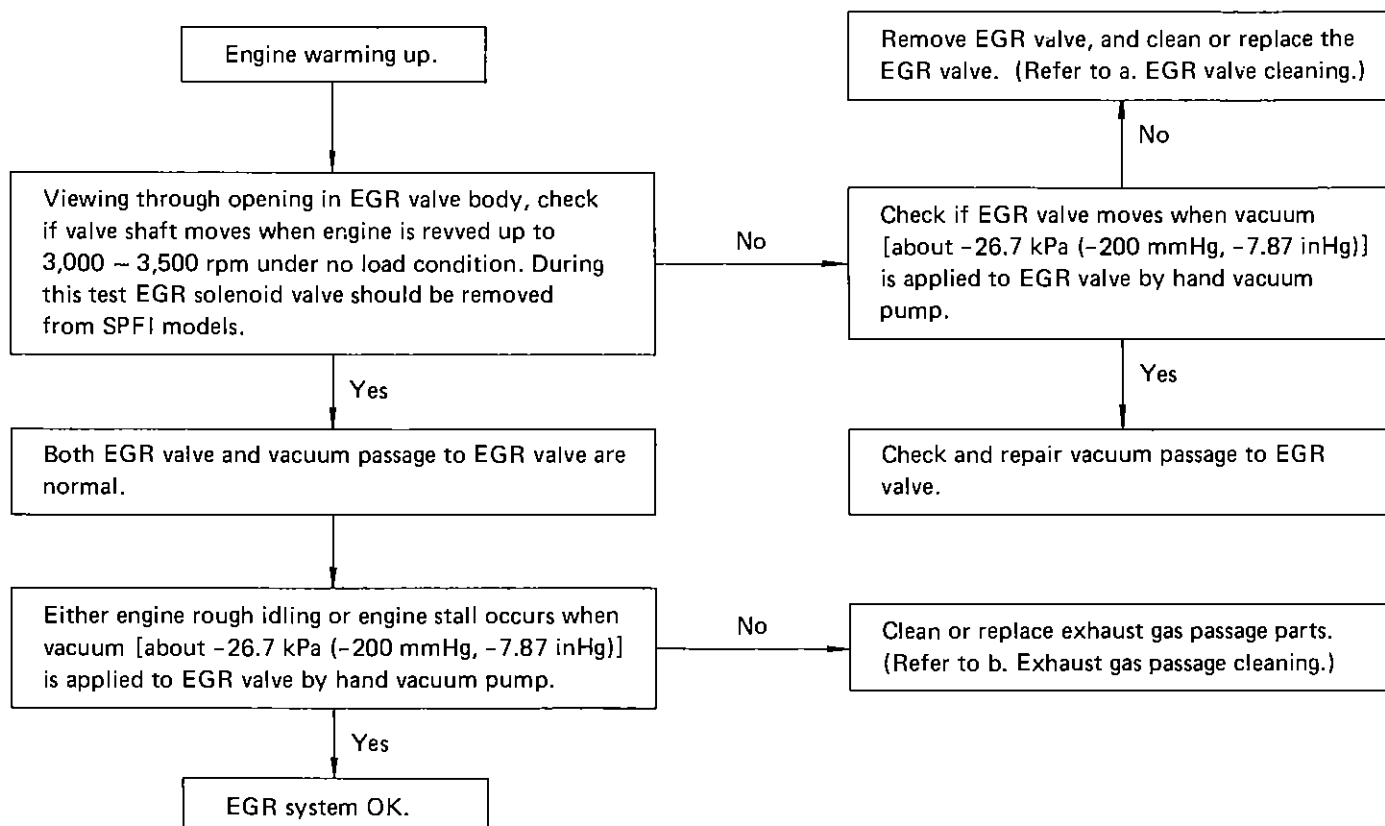 Engine warming up.
Viewing through opening in EGR valve body, check
if valve shaft moves when engine is revved up to
3,000 ~ 3,500 rpm under no load condition. During
this test EGR solenoid valve should be removed
from SPFI models.
No
Check if EGR valve moves when vacuum
[about -26.7 kPa (-200 mmHg, -7.87 inHg)]
is applied to EGR valve by hand vacuum
pump.
No
Remove EGR valve, and clean or replace the
EGR valve. (Refer to a. EGR valve cleaning.)
Yes
Check and repair vacuum passage to EGR
valve.
Yes
Both EGR valve and vacuum passage to EGR valve are
normal.
Either engine rough idling or engine stall occurs when
vacuum [about -26.7 kPa (-200 mmHg, -7.87 inHg)]
is applied to EGR valve by hand vacuum pump.
No
Clean or replace exhaust gas passage parts.
(Refer to b. Exhaust gas passage cleaning.)
Yes
EGR system OK.